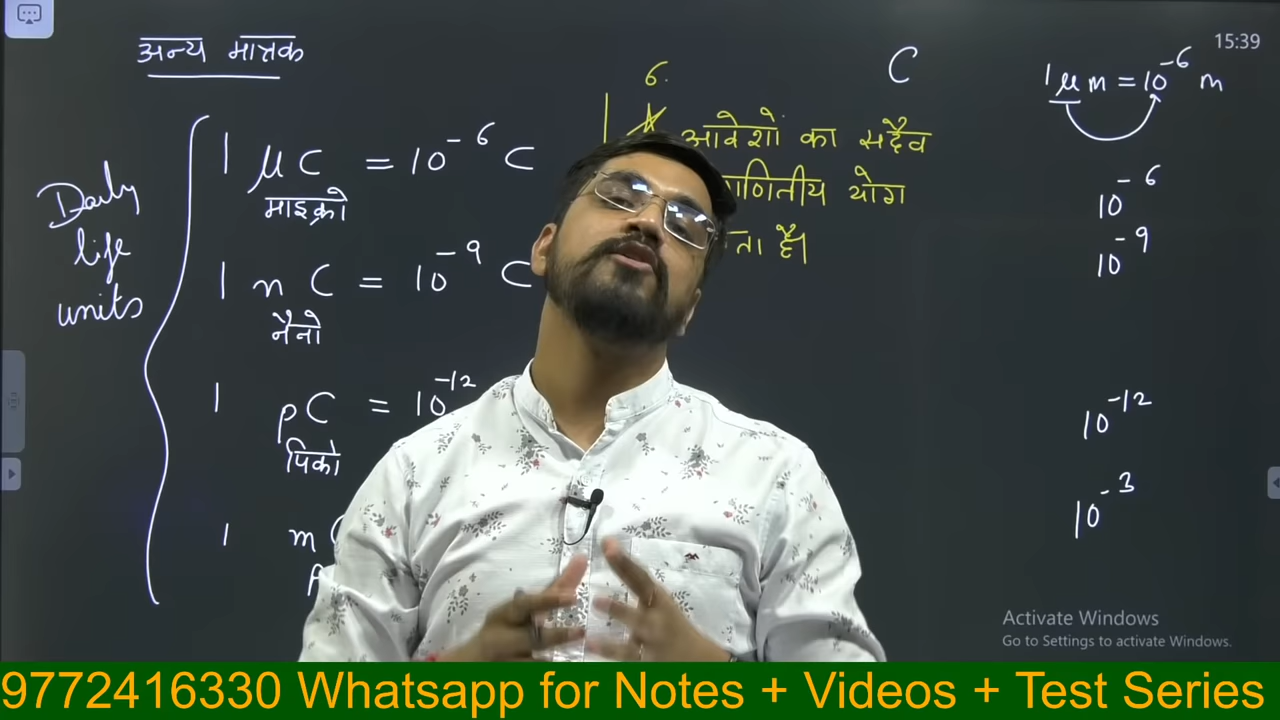 15:39
अन्य मात्रक
Daily
life
units
1 μC = 10⁻⁶ C
माइक्रो
1 nC = 10⁻⁹ C
नैनो
1 pC = 10⁻¹²
पिको
1 m
6.
आवेशों का सदैव
योग
है।
C
1 μm = 10⁻⁶ m
10⁻⁶
10⁻⁹
10⁻¹²
10⁻³
Activate Windows
Go to Settings to activate Windows.
9772416330 Whatsapp for Notes + Videos + Test Series